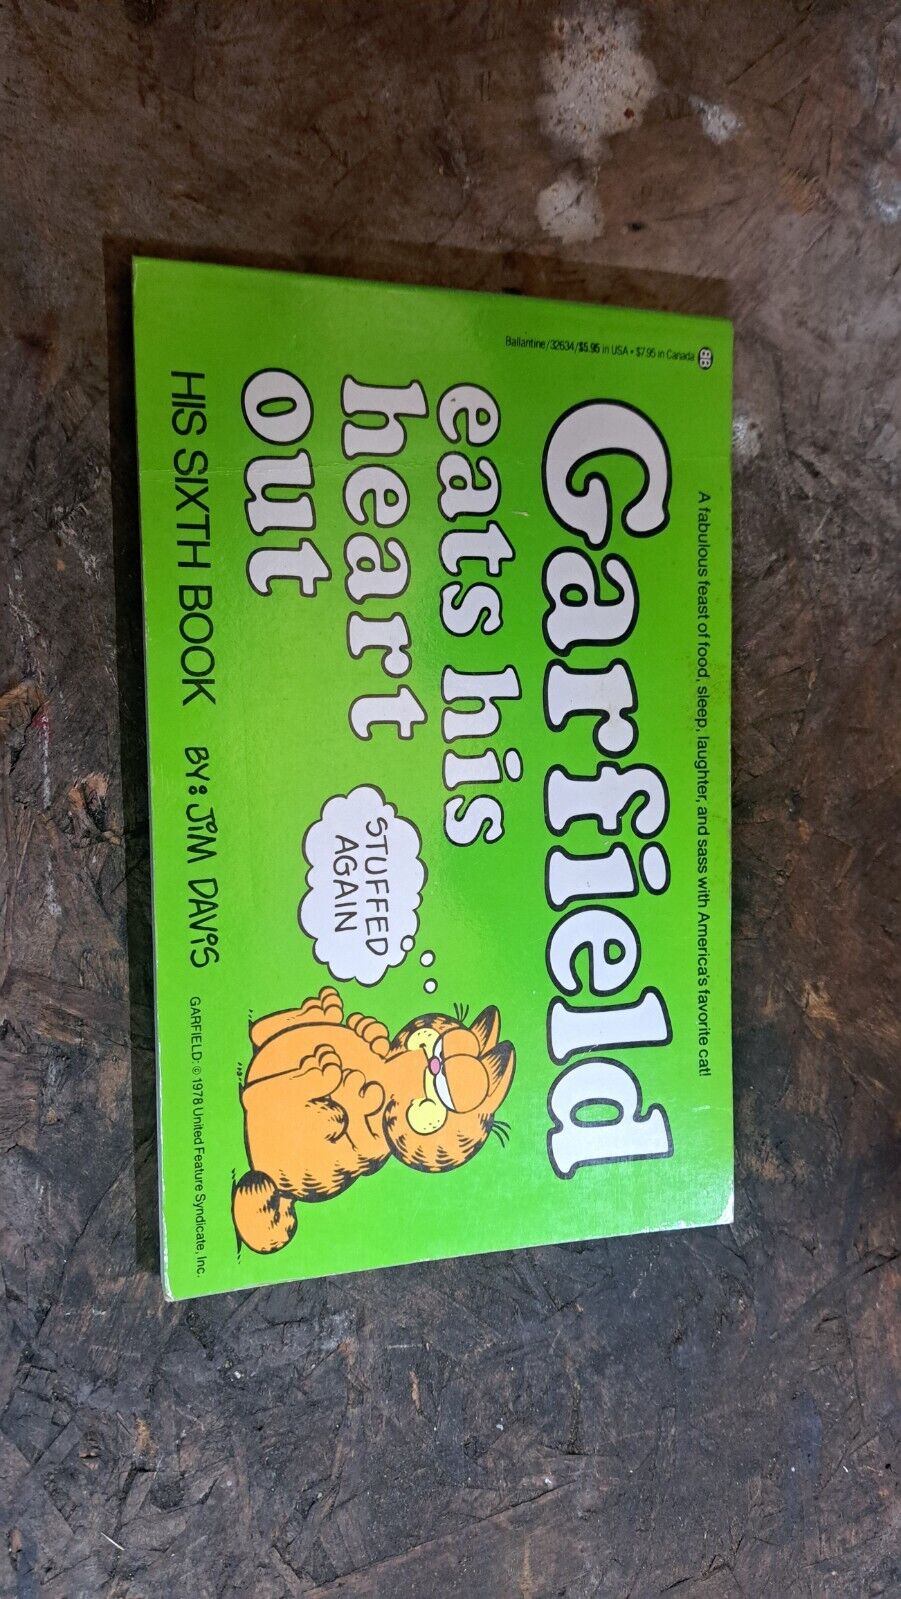 Ballantine/32634/$5.95 in USA • $7.95 in Canada BB
A fabulous feast of food, sleep, laughter, and sass with America's favorite cat!
Garfield
eats his
heart
out
STUFFED
AGAIN
HIS SIXTH BOOK BY: JIM DAVIS
GARFIELD: © 1978 United Feature Syndicate, Inc.